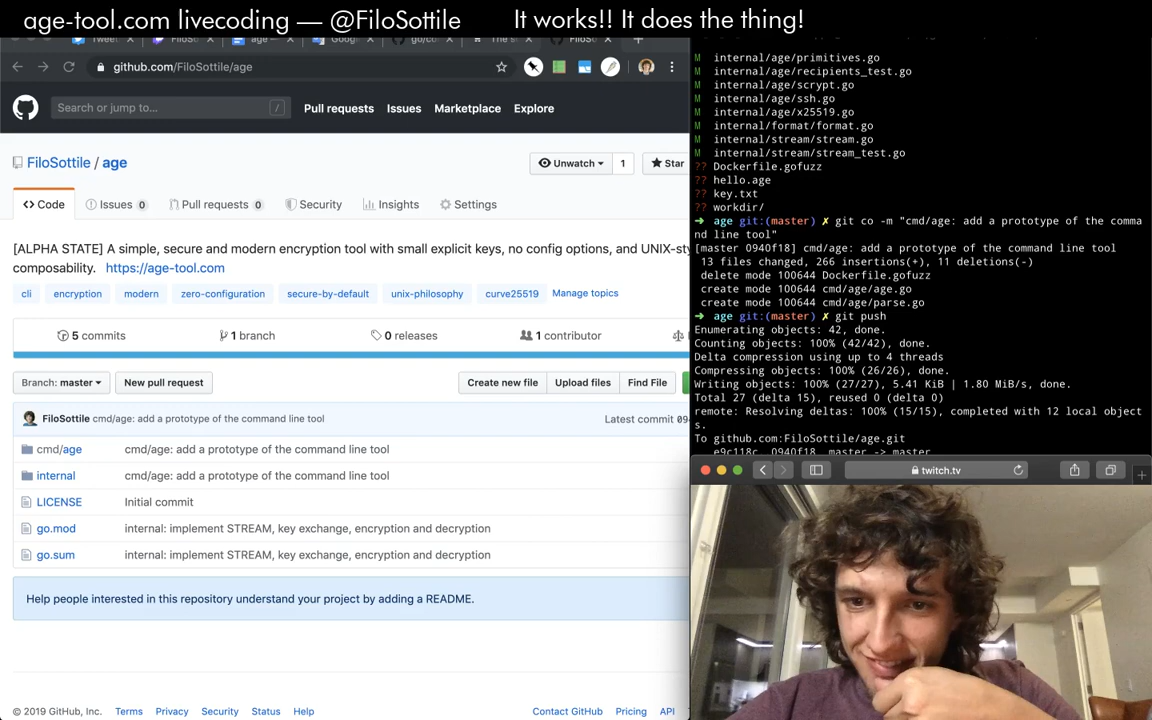 age-tool.com livecoding — @FiloSottile
It works!! It does the thing!
github.com/FiloSottile/age
Search or jump to...
/
Pull requests
Issues
Marketplace
Explore
FiloSottile / age
Unwatch
1
Star
Code
Issues 0
Pull requests 0
Security
Insights
Settings
[ALPHA STATE] A simple, secure and modern encryption tool with small explicit keys, no config options, and UNIX-sty
composability. https://age-tool.com
cli
encryption
modern
zero-configuration
secure-by-default
unix-philosophy
curve25519
Manage topics
5 commits
1 branch
0 releases
1 contributor
Branch: master
New pull request
Create new file
Upload files
Find File
FiloSottile cmd/age: add a prototype of the command line tool
Latest commit 09
cmd/age
cmd/age: add a prototype of the command line tool
internal
cmd/age: add a prototype of the command line tool
LICENSE
Initial commit
go.mod
internal: implement STREAM, key exchange, encryption and decryption
go.sum
internal: implement STREAM, key exchange, encryption and decryption
Help people interested in this repository understand your project by adding a README.
© 2019 GitHub, Inc.
Terms
Privacy
Security
Status
Help
Contact GitHub
Pricing
API
M internal/age/primitives.go
M internal/age/recipients_test.go
M internal/age/scrypt.go
M internal/age/ssh.go
M internal/age/x25519.go
M internal/format/format.go
M internal/stream/stream.go
M internal/stream/stream_test.go
?? Dockerfile.gofuzz
?? hello.age
?? key.txt
?? workdir/
➜ age git:(master) ✗ git co -m "cmd/age: add a prototype of the comma
nd line tool"
[master 0940f18] cmd/age: add a prototype of the command line tool
13 files changed, 266 insertions(+), 11 deletions(-)
delete mode 100644 Dockerfile.gofuzz
create mode 100644 cmd/age/age.go
create mode 100644 cmd/age/parse.go
➜ age git:(master) ✗ git push
Enumerating objects: 42, done.
Counting objects: 100% (42/42), done.
Delta compression using up to 4 threads
Compressing objects: 100% (26/26), done.
Writing objects: 100% (27/27), 5.41 KiB | 1.80 MiB/s, done.
Total 27 (delta 15), reused 0 (delta 0)
remote: Resolving deltas: 100% (15/15), completed with 12 local object
s.
To github.com:FiloSottile/age.git
e9c118c..0940f18 master -> master
twitch.tv